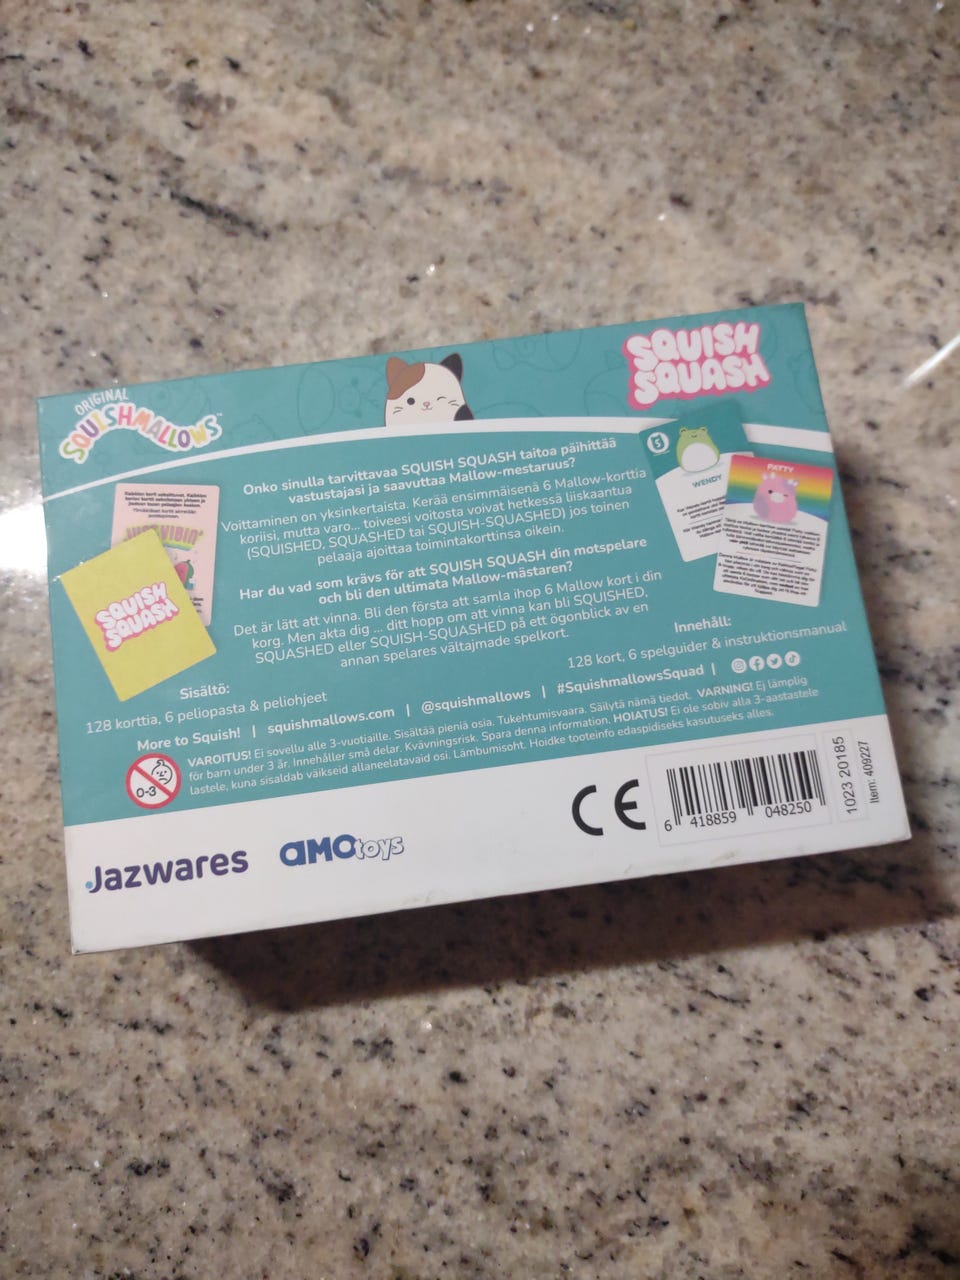 ORIGINAL
SQUISHMALLOWS™
SQUISH
SQUASH
Onko sinulla tarvittavaa SQUISH SQUASH taitoa päihittää
vastustajasi ja saavuttaa Mallow-mestaruus?
Voittaminen on yksinkertaista. Kerää ensimmäisenä 6 Mallow-korttia
koriisi, mutta varo... toiveesi voitosta voivat hetkessä liiskaantua
(SQUISHED, SQUASHED tai SQUISH-SQUASHED) jos toinen
pelaaja ajoittaa toimintakorttinsa oikein.
Har du vad som krävs för att SQUISH SQUASH din motspelare
och bli den ultimata Mallow-mästaren?
Det är lätt att vinna. Bli den första att samla ihop 6 Mallow kort i din
korg. Men akta dig ... ditt hopp om att vinna kan bli SQUISHED,
SQUASHED eller SQUISH-SQUASHED på ett ögonblick av en
annan spelares vältajmade spelkort.
SQUISH
SQUASH
5
WENDY
PATTY
Sisältö:
128 korttia, 6 peliopasta & peliohjeet
Innehåll:
128 kort, 6 spelguider & instruktionsmanual
More to Squish! | squishmallows.com | @squishmallows | #SquishmallowsSquad |
0-3
VAROITUS! Ei sovellu alle 3-vuotiaille. Sisältää pieniä osia. Tukehtumisvaara. Säilytä nämä tiedot. VARNING! Ej lämplig
för barn under 3 år. Innehåller små delar. Kvävningsrisk. Spara denna information. HOIATUS! Ei ole sobiv alla 3-aastastele
lastele, kuna sisaldab väikseid allaneelatavaid osi. Lämbumisoht. Hoidke tooteinfo edaspidiseks kasutuseks alles.
Jazwares
AMO toys
CE
6 418859 048250
1023 20185
Item: 409227